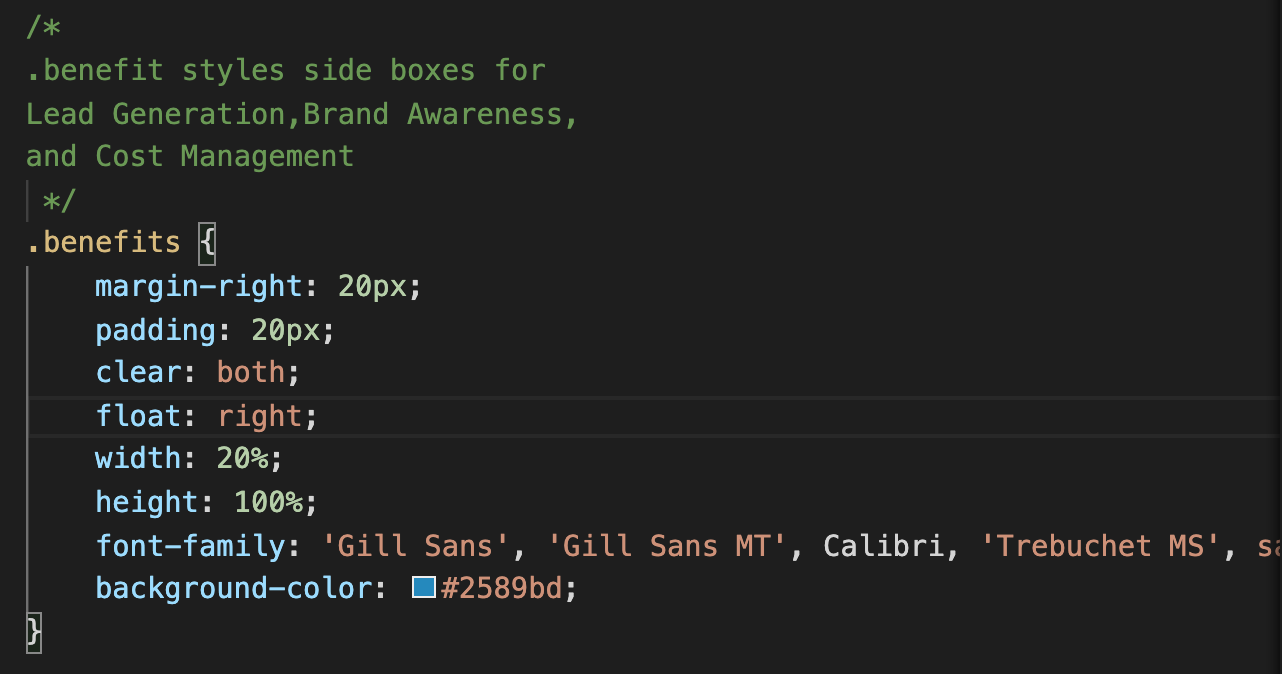 /*
.benefit styles side boxes for
Lead Generation,Brand Awareness,
and Cost Management
*/
.benefits {
margin-right: 20px;
padding: 20px;
clear: both;
float: right;
width: 20%;
height: 100%;
font-family: 'Gill Sans', 'Gill Sans MT', Calibri, 'Trebuchet MS',
background-color: #2589bd;
}